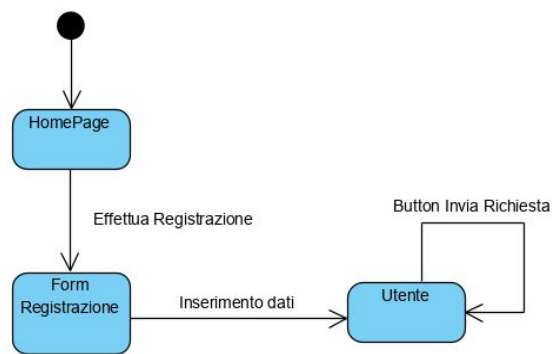 HomePage
Effettua Registrazione
Button Invia Richiesta
Form
Registrazione
Inserimento dati
Utente